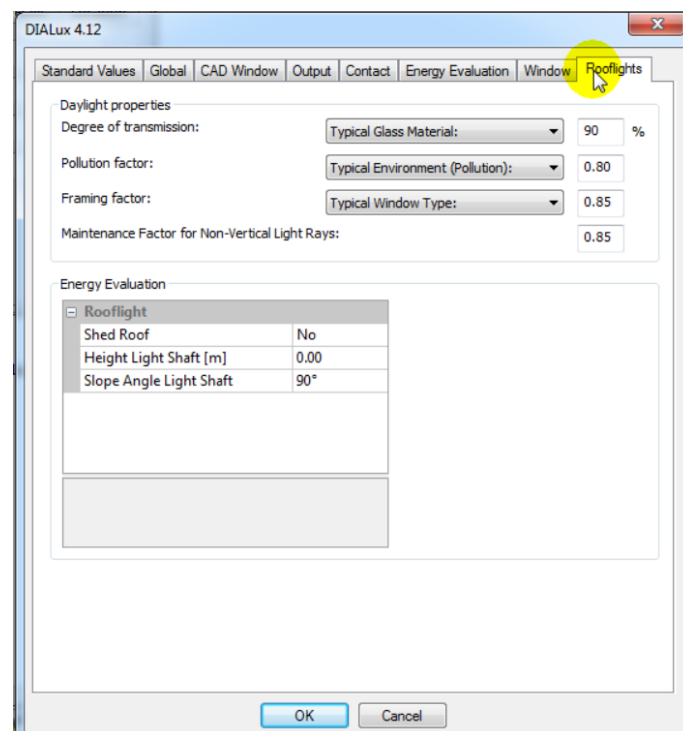 DIALux 4.12
Standard Values Global CAD Window Output Contact Energy Evaluation Window Rooflights
Daylight properties
Degree of transmission: Typical Glass Material: 90 %
Pollution factor: Typical Environment (Pollution): 0.80
Framing factor: Typical Window Type: 0.85
Maintenance Factor for Non-Vertical Light Rays: 0.85
Energy Evaluation
Rooflight
Shed Roof No
Height Light Shaft [m] 0.00
Slope Angle Light Shaft 90°
OK Cancel